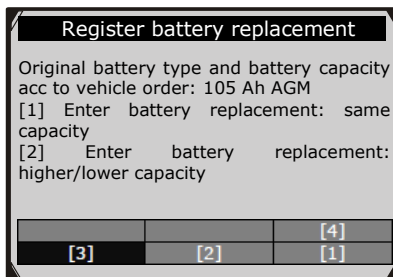 Register battery replacement
Original battery type and battery capacity
acc to vehicle order: 105 Ah AGM
[1] Enter battery replacement: same
capacity
[2] Enter battery replacement:
higher/lower capacity
[4]
[3] [2] [1]